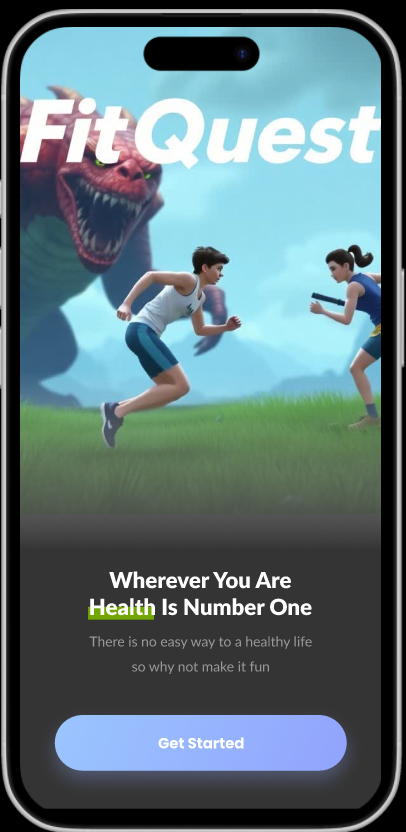 FitQuest
Wherever You Are
Health Is Number One
There is no easy way to a healthy life
so why not make it fun
Get Started